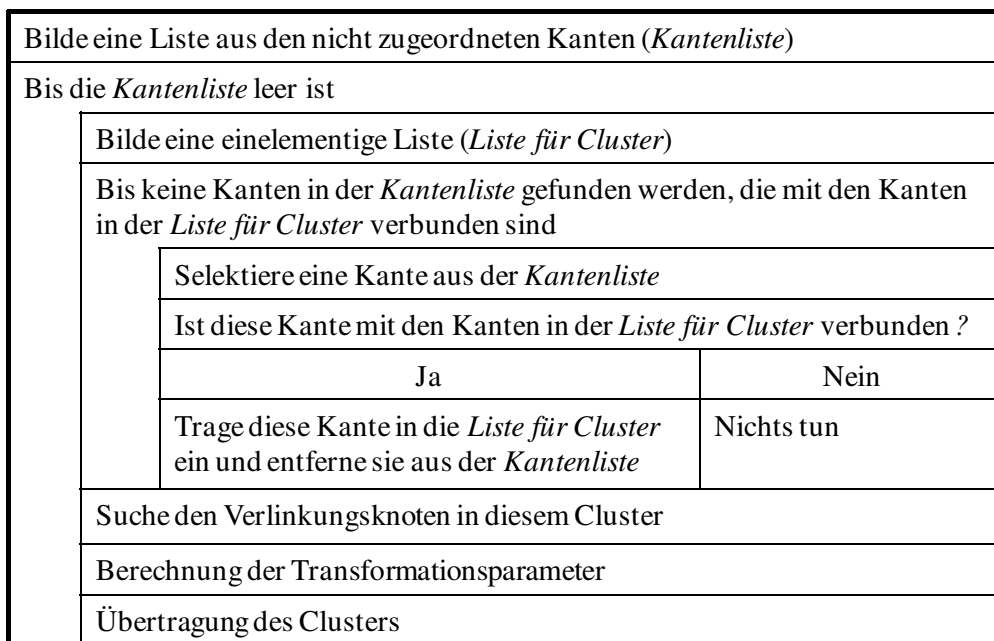 Bilde eine Liste aus den nicht zugeordneten Kanten (Kantenliste)
Bis die Kantenliste leer ist
Bilde eine einelementige Liste (Liste für Cluster)
Bis keine Kanten in der Kantenliste gefunden werden, die mit den Kanten
in der Liste für Cluster verbunden sind
Selektiere eine Kante aus der Kantenliste
Ist diese Kante mit den Kanten in der Liste für Cluster verbunden ?
Ja
Nein
Trage diese Kante in die Liste für Cluster
ein und entferne sie aus der Kantenliste
Nichts tun
Suche den Verlinkungsknoten in diesem Cluster
Berechnung der Transformationsparameter
Übertragung des Clusters